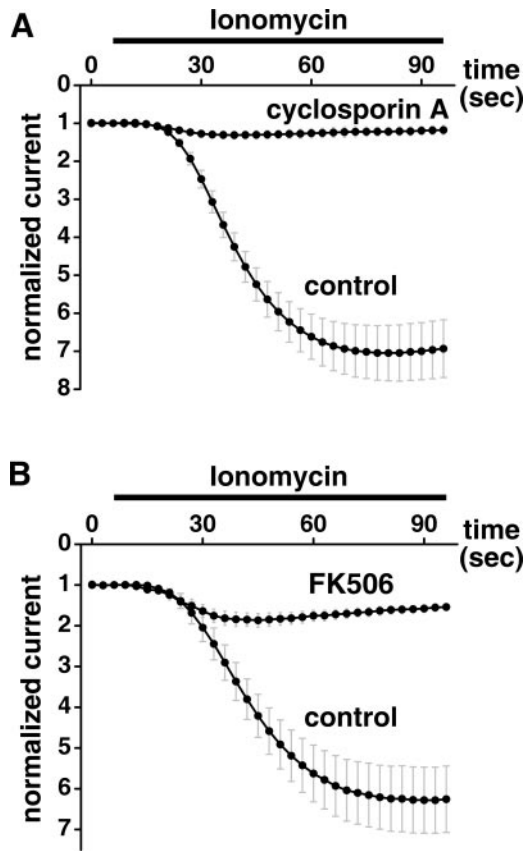 A
Ionomycin
0 30 60 90 time (sec)
0
cyclosporin A
1
2
3
4
control
5
6
7
8
normalized current
B
Ionomycin
0 30 60 90 time (sec)
0
FK506
1
2
3
4
control
5
6
7
normalized current